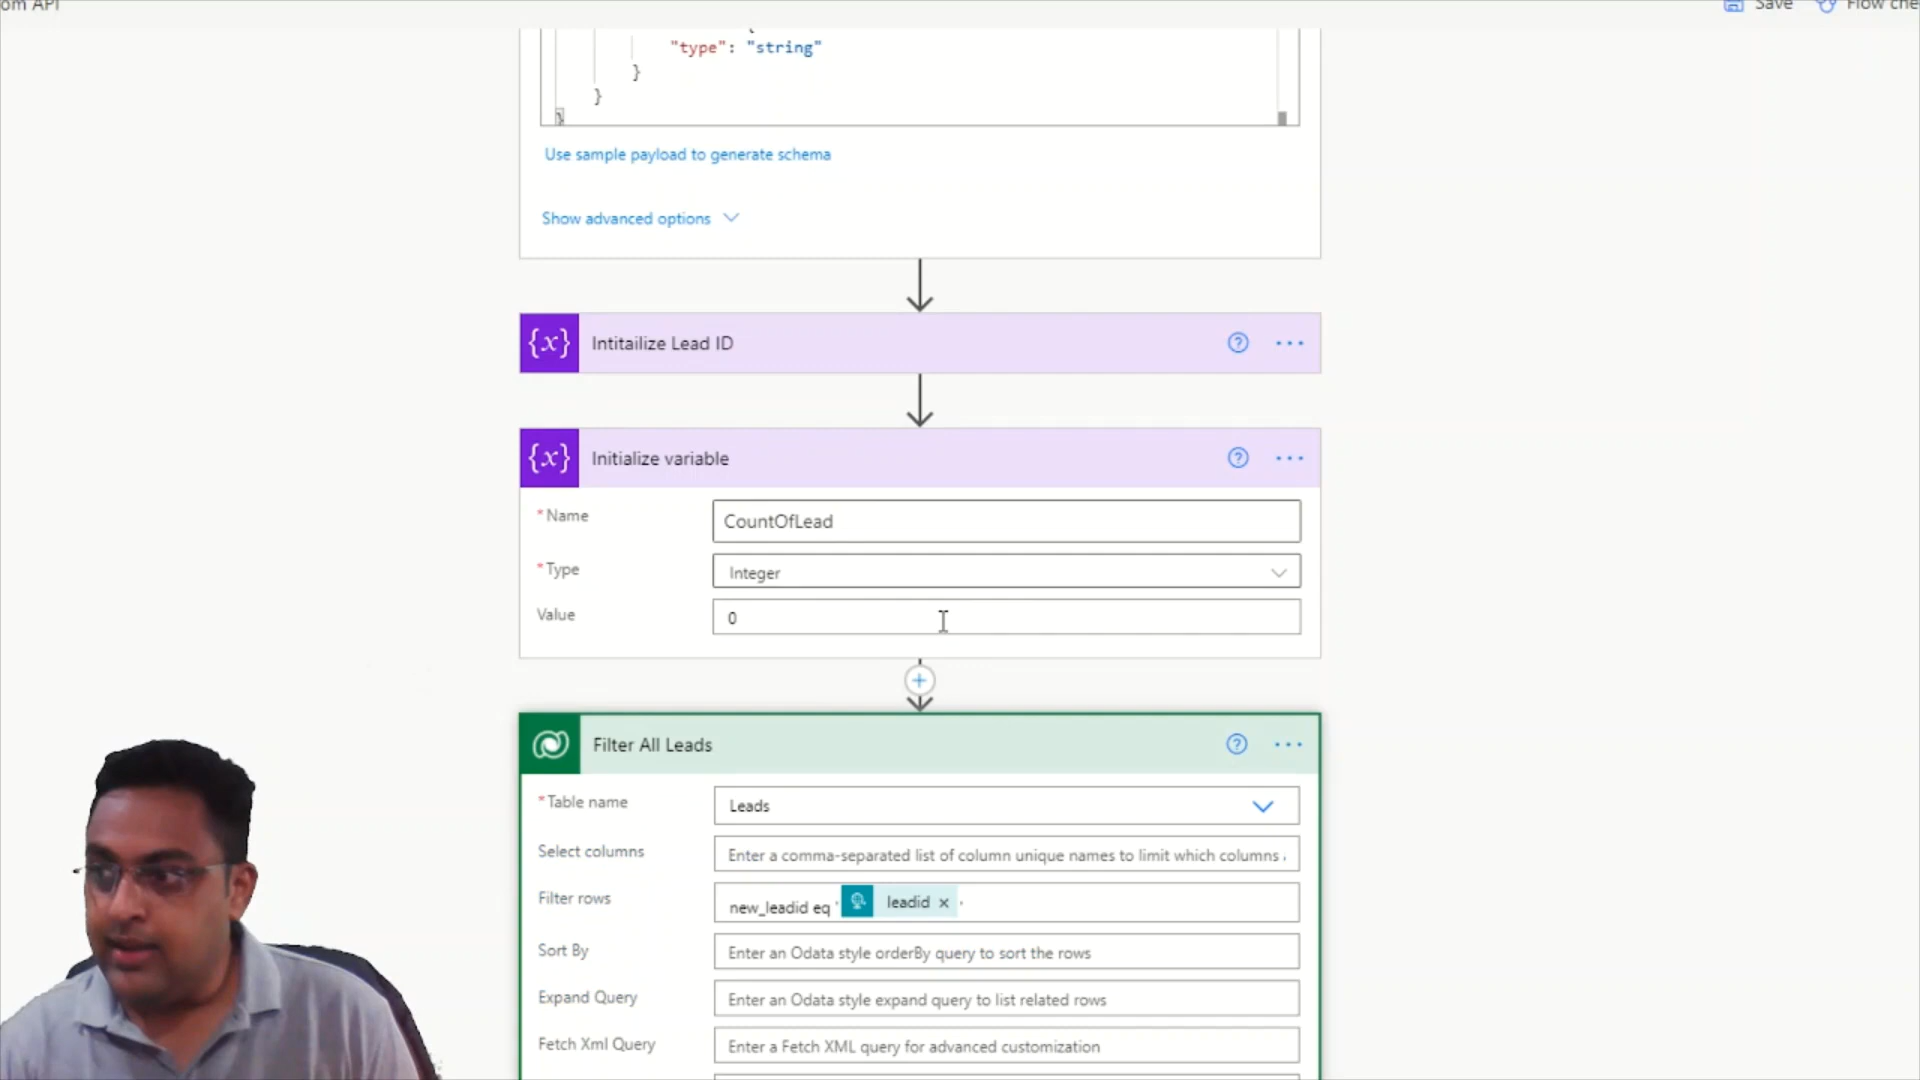 om API
Save
Flow che
"type": "string"
}
}
}
Use sample payload to generate schema
Show advanced options
{x} Intitailize Lead ID
{x} Initialize variable
* Name
CountOfLead
* Type
Integer
Value
0
Filter All Leads
* Table name
Leads
Select columns
Enter a comma-separated list of column unique names to limit which columns
Filter rows
new_leadid eq ' leadid × '
Sort By
Enter an Odata style orderBy query to sort the rows
Expand Query
Enter an Odata style expand query to list related rows
Fetch Xml Query
Enter a Fetch XML query for advanced customization